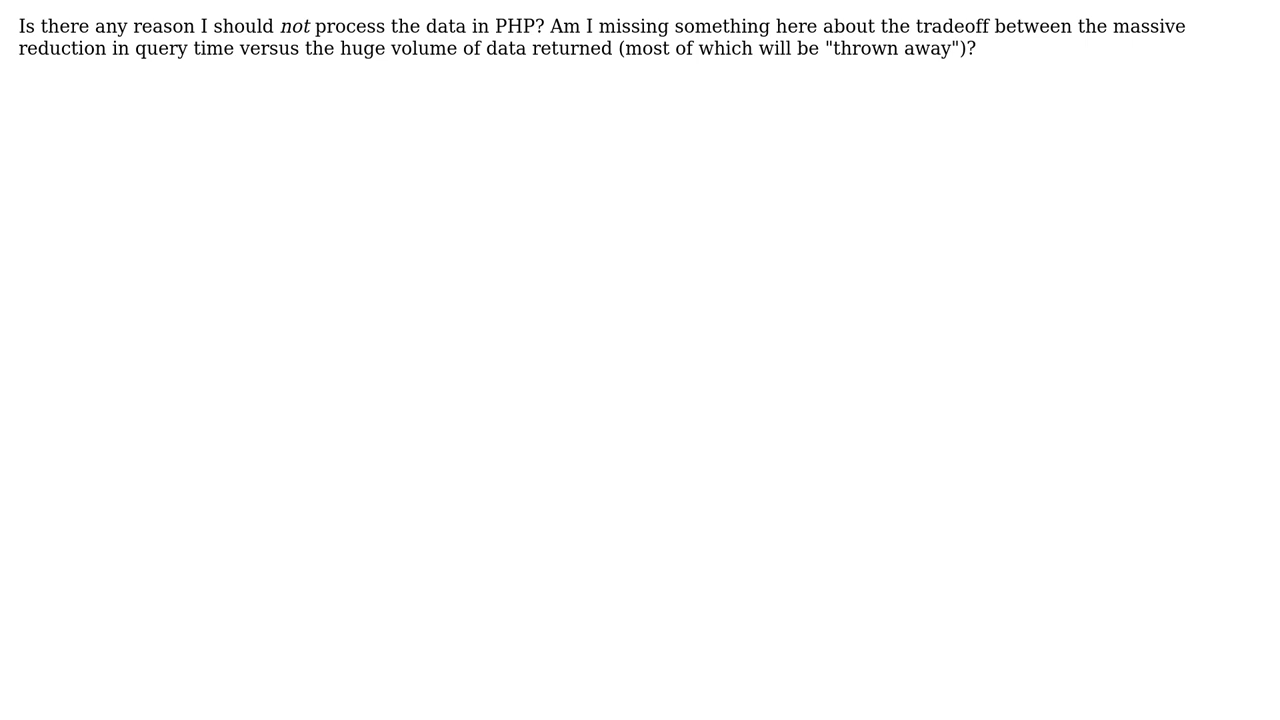 Is there any reason I should not process the data in PHP? Am I missing something here about the tradeoff between the massive
reduction in query time versus the huge volume of data returned (most of which will be "thrown away")?